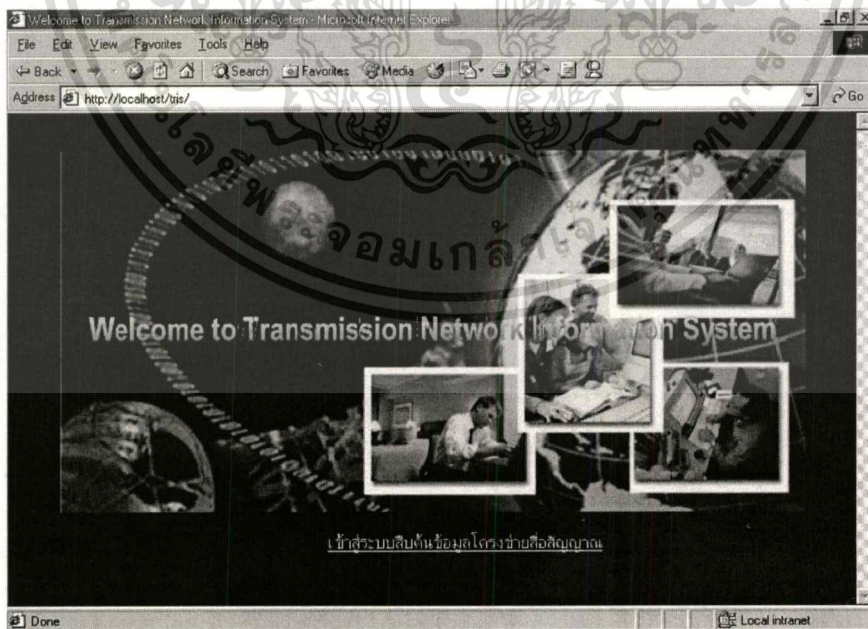 Welcome to Transmission Network Information System - Microsoft Internet Explorer
File Edit View Favorites Tools Help
Back Search Favorites Media
Address http://localhost/tris/ Go
Welcome to Transmission Network Information System
เข้าสู่ระบบสืบค้นข้อมูลโครงข่ายสื่อสัญญาณ
Done Local intranet